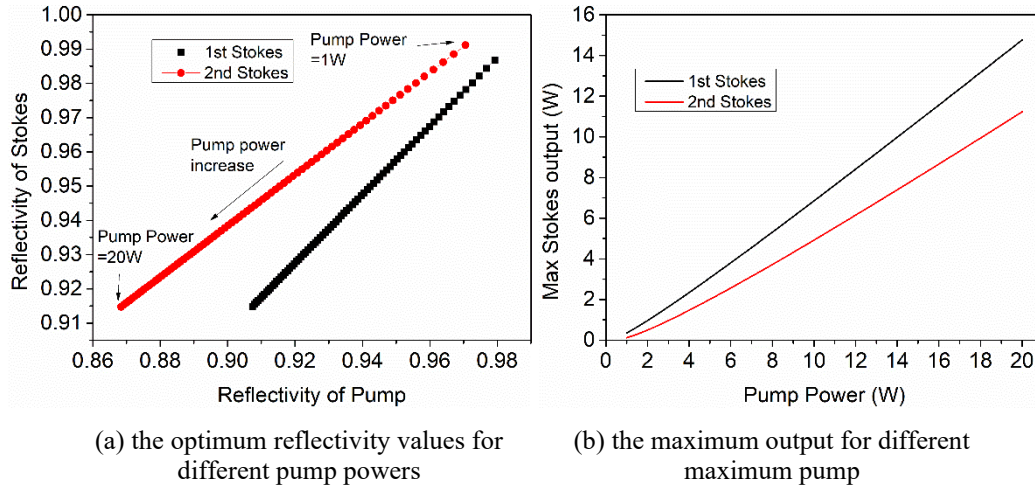 1.00
0.99
0.98
0.97
0.96
0.95
0.94
0.93
0.92
0.91
Reflectivity of Stokes
1st Stokes
2nd Stokes
Pump Power
=1W
Pump power
increase
Pump Power
=20W
0.86 0.88 0.90 0.92 0.94 0.96 0.98
Reflectivity of Pump
(a) the optimum reflectivity values for
different pump powers
16
14
12
10
8
6
4
2
0
Max Stokes output (W)
1st Stokes
2nd Stokes
0 2 4 6 8 10 12 14 16 18 20
Pump Power (W)
(b) the maximum output for different
maximum pump